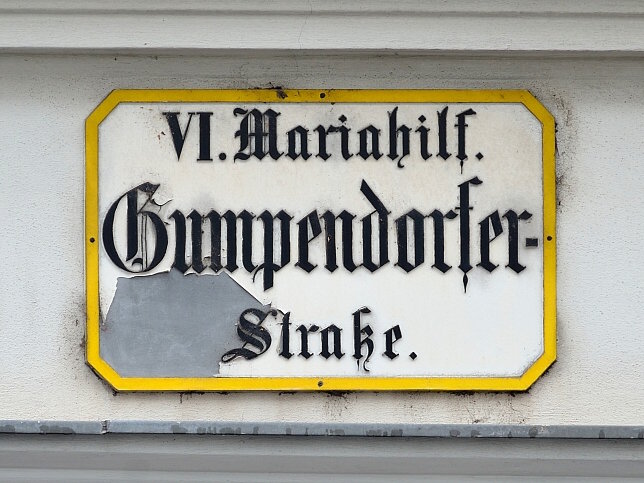 VI. Mariahilf.
Gumpendorfer-
Straße.